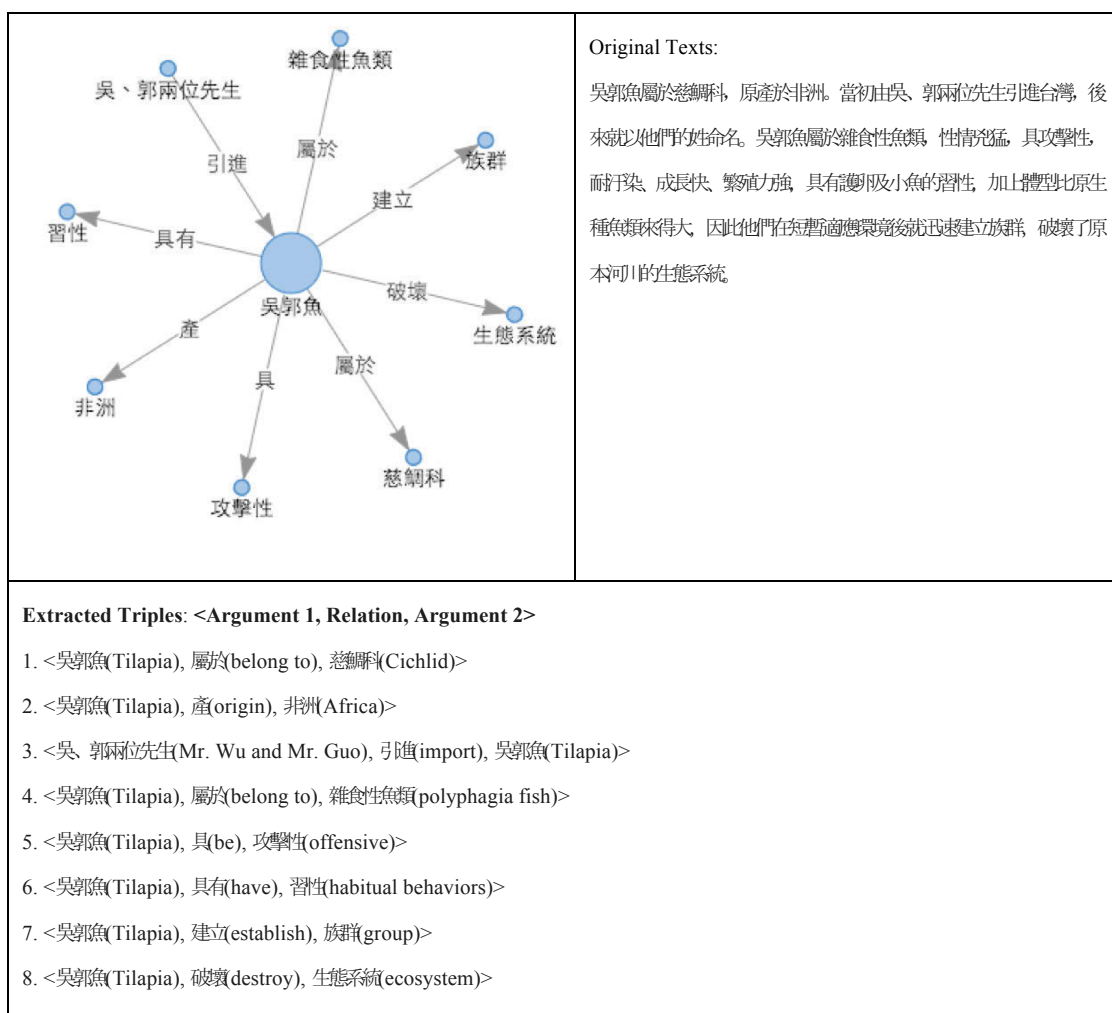 雜食性魚類
吳、郭兩位先生
族群
屬於
引進
建立
習性
具有
破壞
吳郭魚
生態系統
產
屬於
具
非洲
慈鯛科
攻擊性
Original Texts:
吳郭魚屬於慈鯛科，原產於非洲。當初由吳、郭兩位先生引進台灣，後
來就以他們的姓命名。吳郭魚屬於雜食性魚類，性情兇猛，具攻擊性，
耐汙染、成長快、繁殖力強，具有護卵及小魚的習性，加上體型比原生
種魚類來得大，因此他們在短暫適應環境後就迅速建立族群，破壞了原
本河川的生態系統。
Extracted Triples: <Argument 1, Relation, Argument 2>
1. <吳郭魚(Tilapia), 屬於(belong to), 慈鯛科(Cichlid)>
2. <吳郭魚(Tilapia), 產(origin), 非洲(Africa)>
3. <吳、郭兩位先生(Mr. Wu and Mr. Guo), 引進(import), 吳郭魚(Tilapia)>
4. <吳郭魚(Tilapia), 屬於(belong to), 雜食性魚類(polyphagia fish)>
5. <吳郭魚(Tilapia), 具(be), 攻擊性(offensive)>
6. <吳郭魚(Tilapia), 具有(have), 習性(habitual behaviors)>
7. <吳郭魚(Tilapia), 建立(establish), 族群(group)>
8. <吳郭魚(Tilapia), 破壞(destroy), 生態系統(ecosystem)>